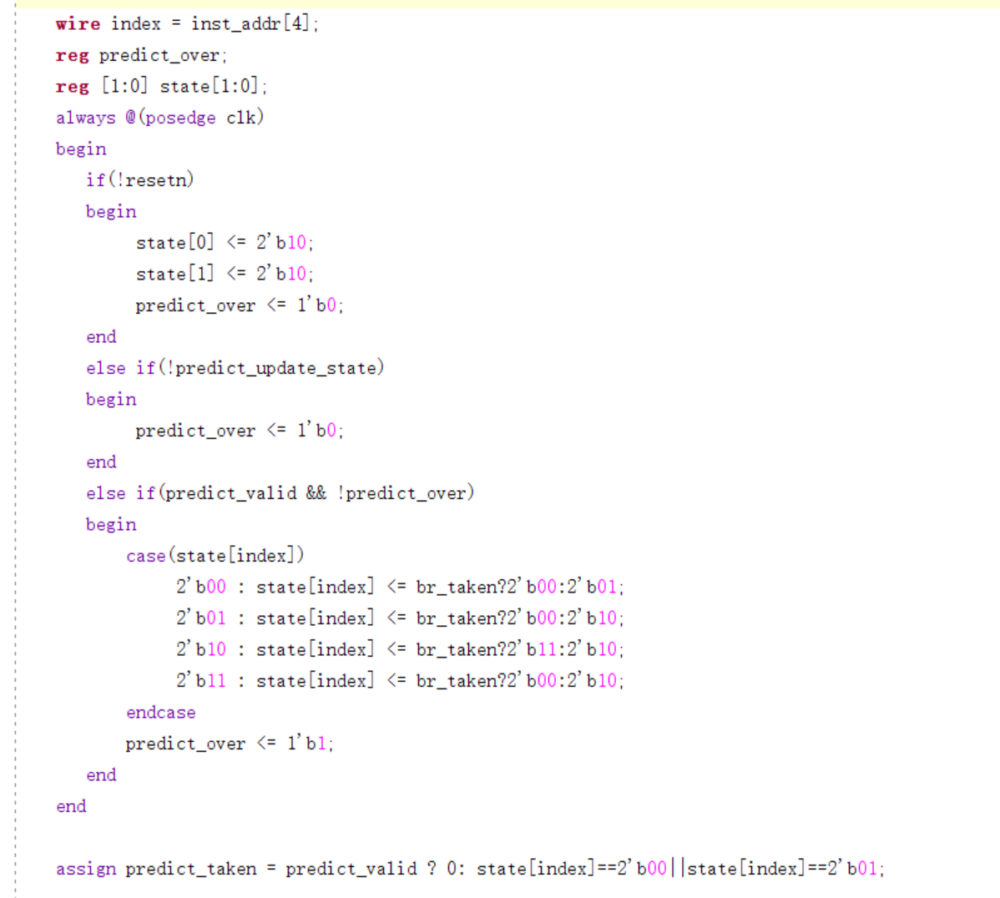 wire index = inst_addr[4];
reg predict_over;
reg [1:0] state[1:0];
always @(posedge clk)
begin
if(!resetn)
begin
state[0] <= 2'b10;
state[1] <= 2'b10;
predict_over <= 1'b0;
end
else if(!predict_update_state)
begin
predict_over <= 1'b0;
end
else if(predict_valid && !predict_over)
begin
case(state[index])
2'b00 : state[index] <= br_taken?2'b00:2'b01;
2'b01 : state[index] <= br_taken?2'b00:2'b10;
2'b10 : state[index] <= br_taken?2'b11:2'b10;
2'b11 : state[index] <= br_taken?2'b00:2'b10;
endcase
predict_over <= 1'b1;
end
end
assign predict_taken = predict_valid ? 0: state[index]==2'b00||state[index]==2'b01;